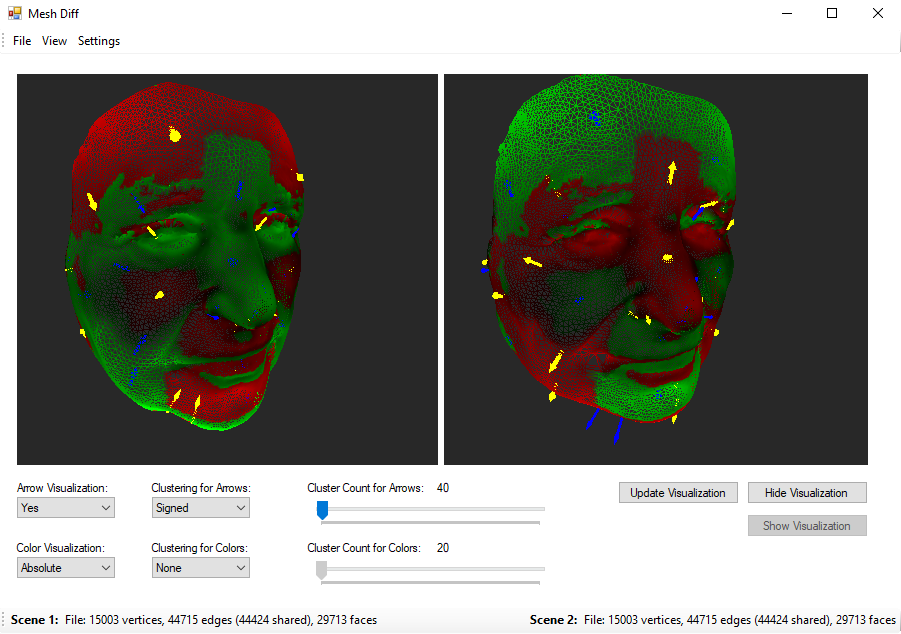 Mesh Diff
File View Settings
Arrow Visualization: Clustering for Arrows: Cluster Count for Arrows: 40
Yes Signed Update Visualization Hide Visualization
Show Visualization
Color Visualization: Clustering for Colors: Cluster Count for Colors: 20
Absolute None
Scene 1: File: 15003 vertices, 44715 edges (44424 shared), 29713 faces Scene 2: File: 15003 vertices, 44715 edges (44424 shared), 29713 faces